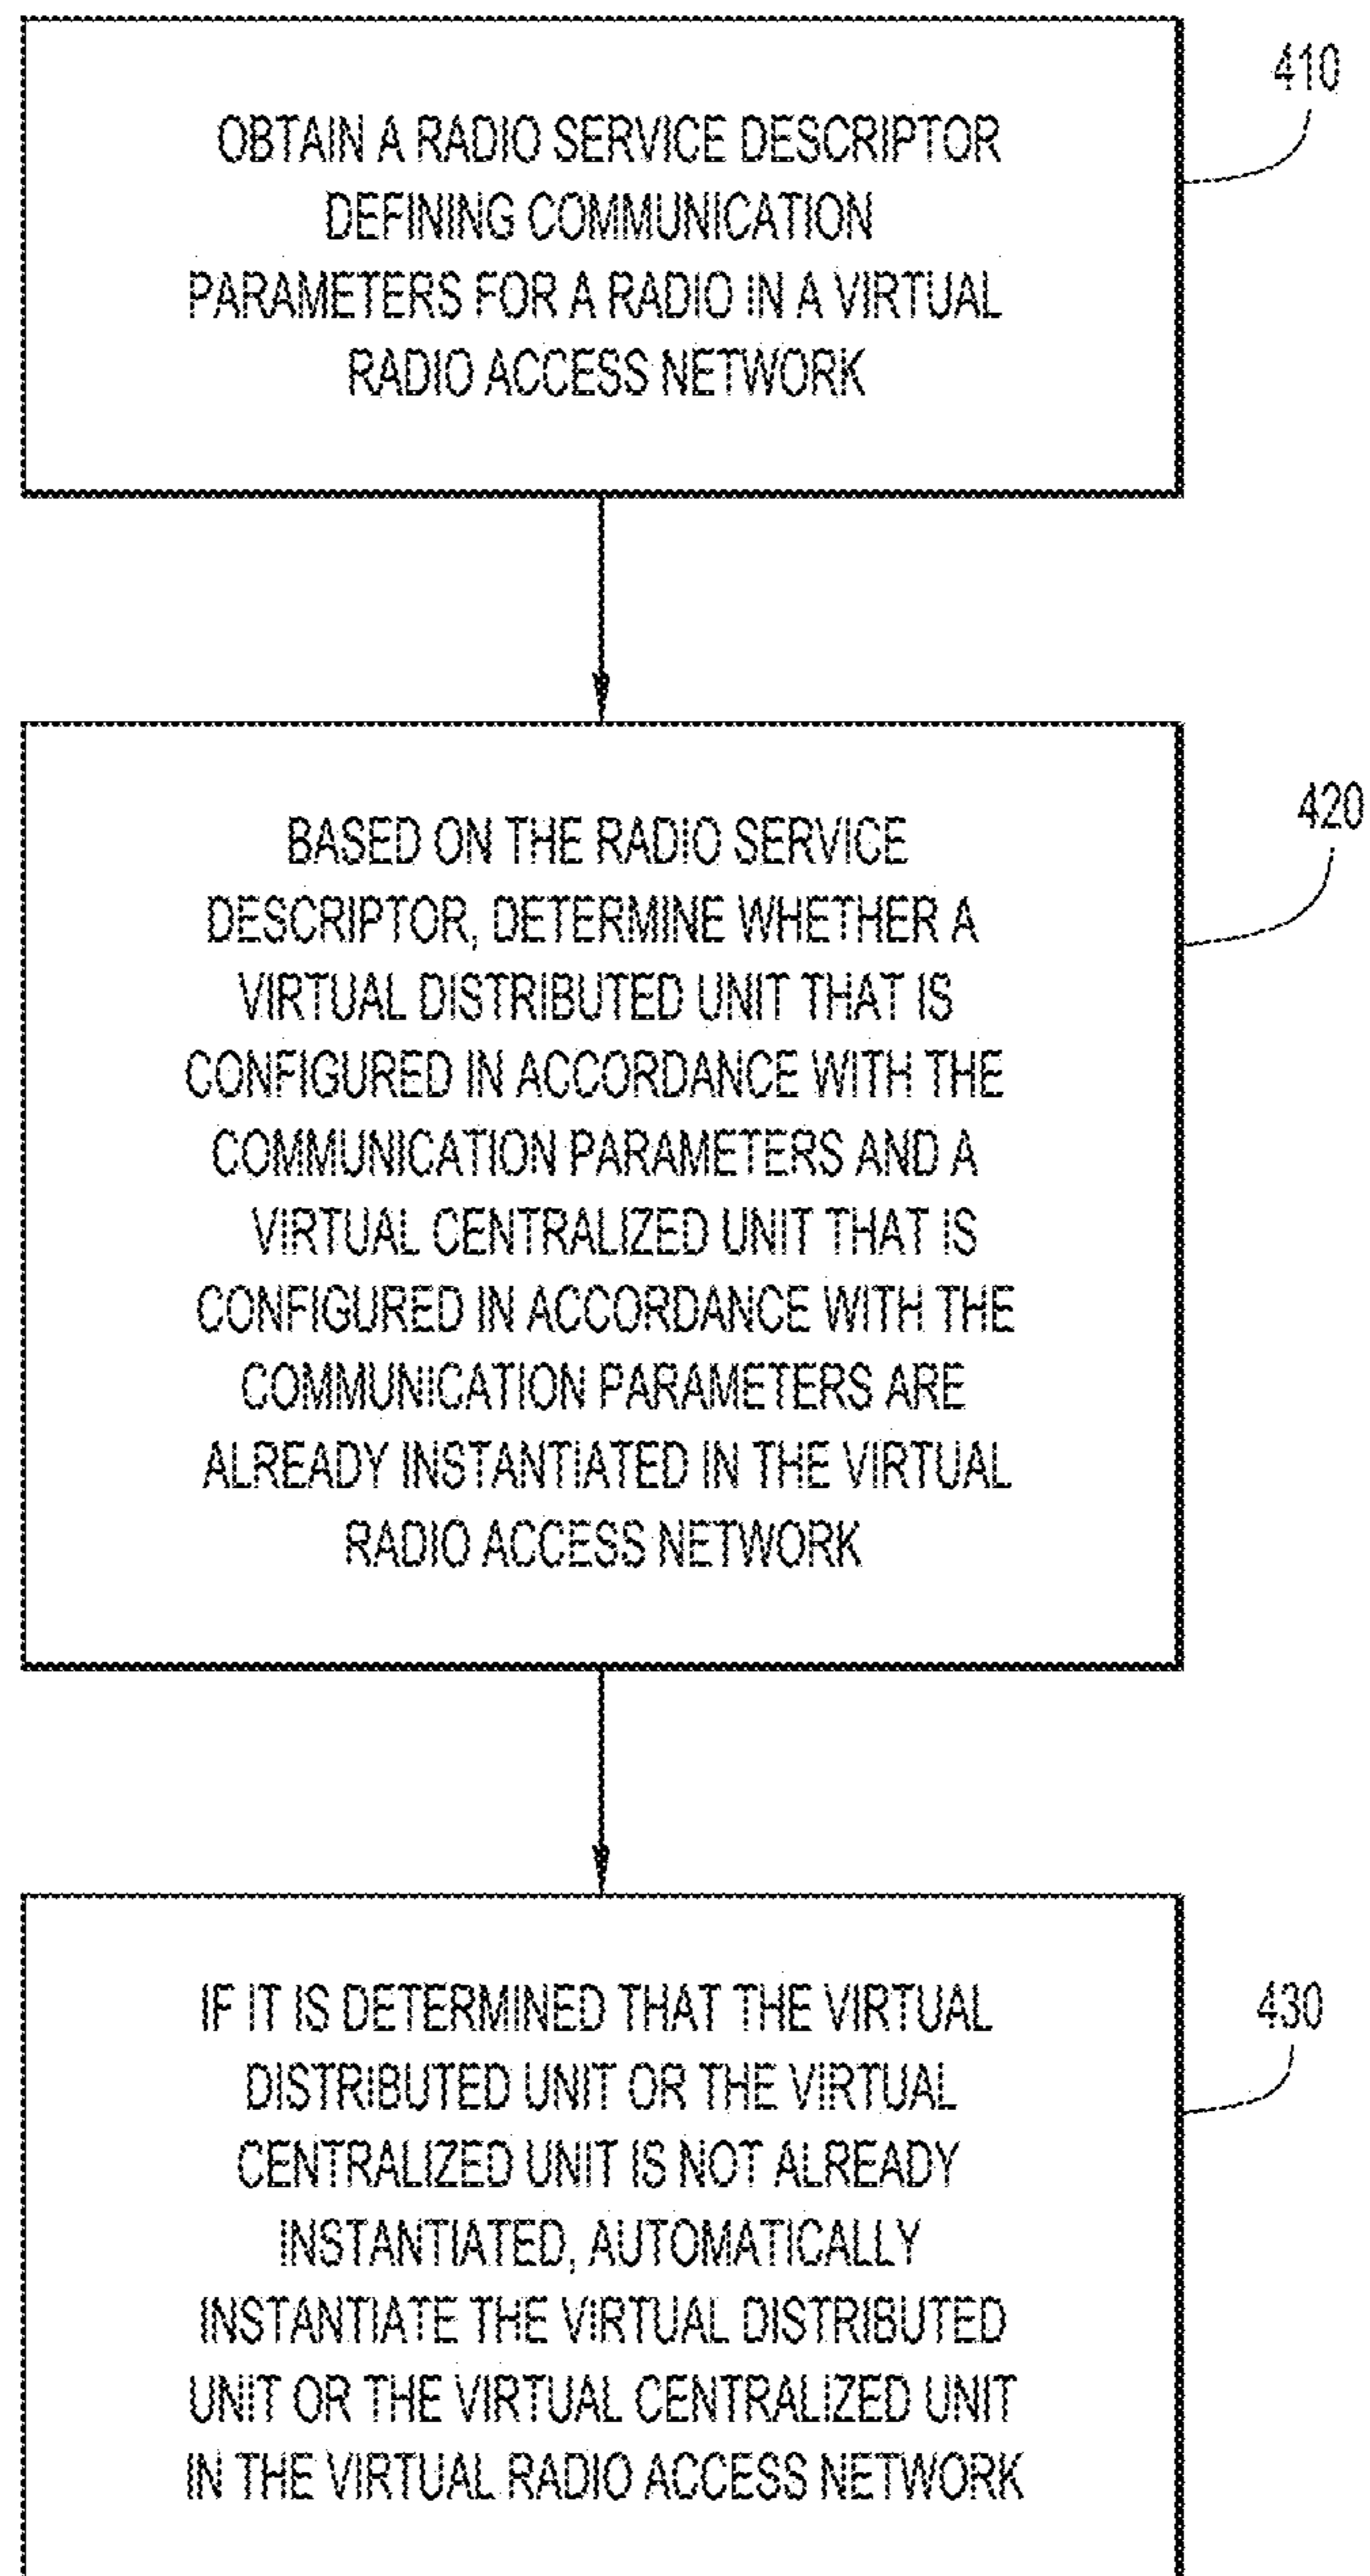 410
OBTAIN A RADIO SERVICE DESCRIPTOR
DEFINING COMMUNICATION
PARAMETERS FOR A RADIO IN A VIRTUAL
RADIO ACCESS NETWORK
420
BASED ON THE RADIO SERVICE
DESCRIPTOR, DETERMINE WHETHER A
VIRTUAL DISTRIBUTED UNIT THAT IS
CONFIGURED IN ACCORDANCE WITH THE
COMMUNICATION PARAMETERS AND A
VIRTUAL CENTRALIZED UNIT THAT IS
CONFIGURED IN ACCORDANCE WITH THE
COMMUNICATION PARAMETERS ARE
ALREADY INSTANTIATED IN THE VIRTUAL
RADIO ACCESS NETWORK
430
IF IT IS DETERMINED THAT THE VIRTUAL
DISTRIBUTED UNIT OR THE VIRTUAL
CENTRALIZED UNIT IS NOT ALREADY
INSTANTIATED, AUTOMATICALLY
INSTANTIATE THE VIRTUAL DISTRIBUTED
UNIT OR THE VIRTUAL CENTRALIZED UNIT
IN THE VIRTUAL RADIO ACCESS NETWORK